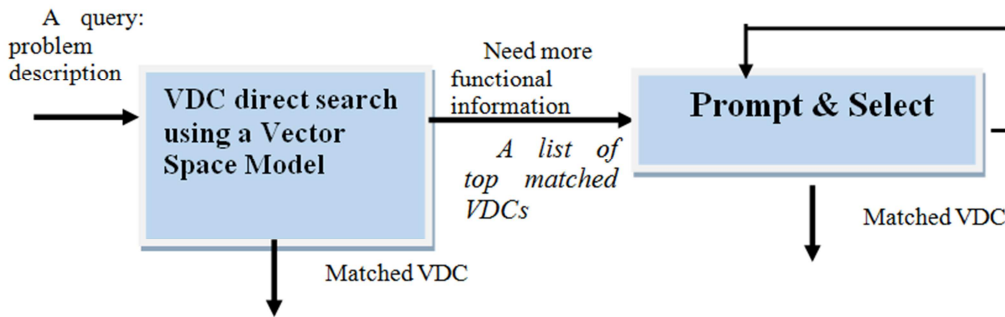 A query:
problem
description
VDC direct search
using a Vector
Space Model
Need more
functional
information
A list of
top matched
VDCs
Prompt & Select
Matched VDC
Matched VDC